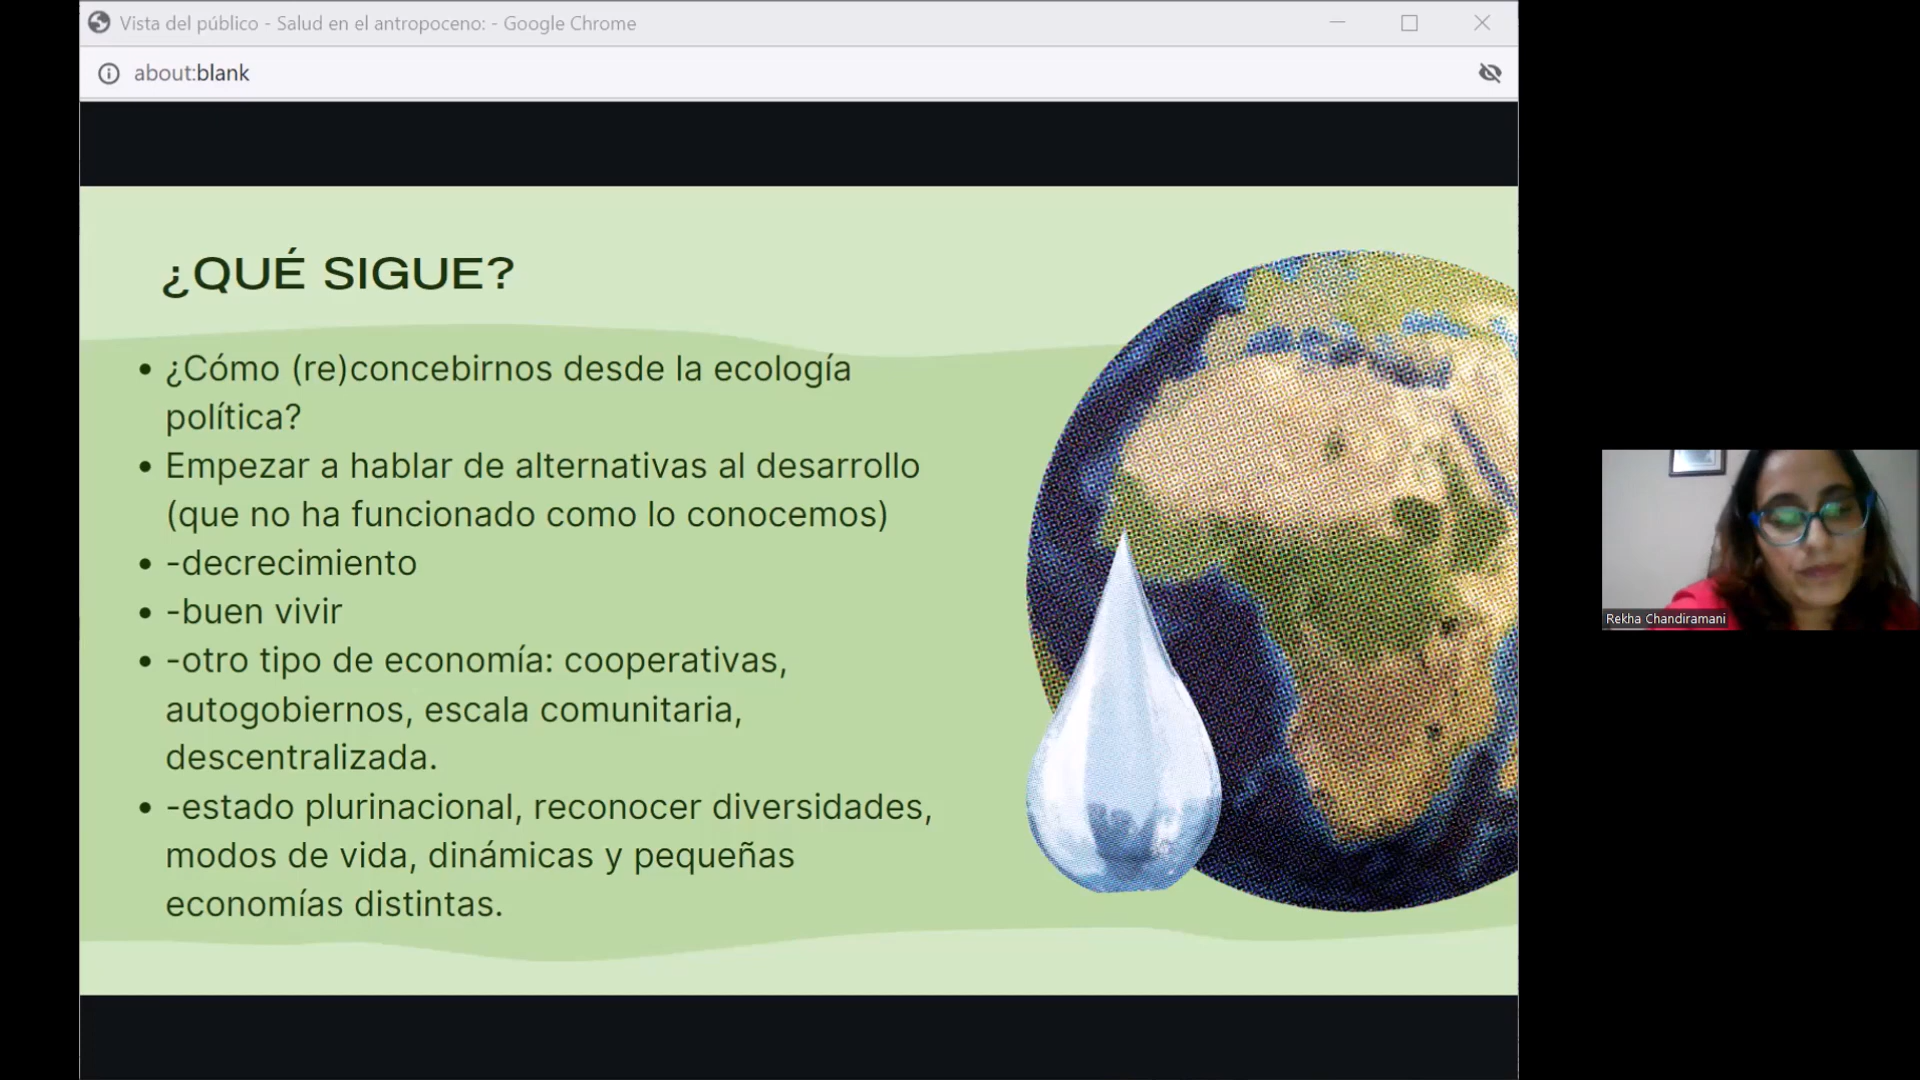 Vista del público - Salud en el antropoceno: - Google Chrome
about:blank
¿QUÉ SIGUE?
• ¿Cómo (re)concebirnos desde la ecología
política?
• Empezar a hablar de alternativas al desarrollo
(que no ha funcionado como lo conocemos)
• -decrecimiento
• -buen vivir
• -otro tipo de economía: cooperativas,
autogobiernos, escala comunitaria,
descentralizada.
• -estado plurinacional, reconocer diversidades,
modos de vida, dinámicas y pequeñas
economías distintas.
Rekha Chandiramani